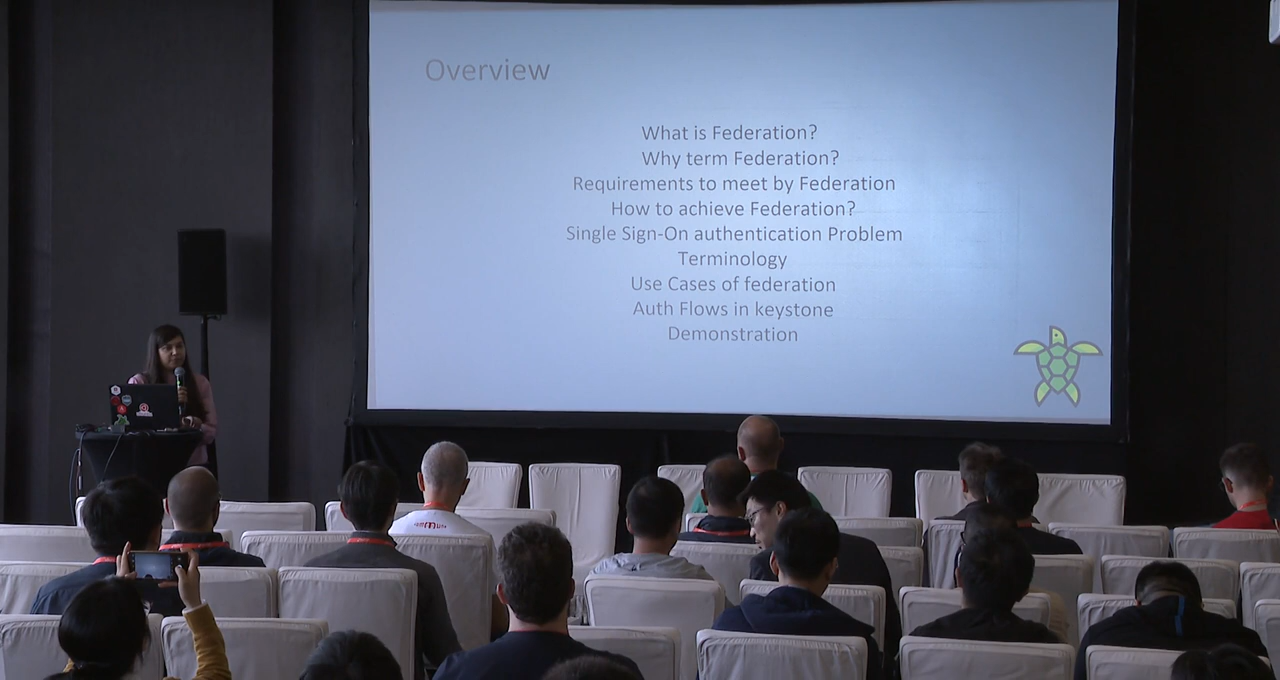 Overview
What is Federation?
Why term Federation?
Requirements to meet by Federation
How to achieve Federation?
Single Sign-On authentication Problem
Terminology
Use Cases of federation
Auth Flows in keystone
Demonstration